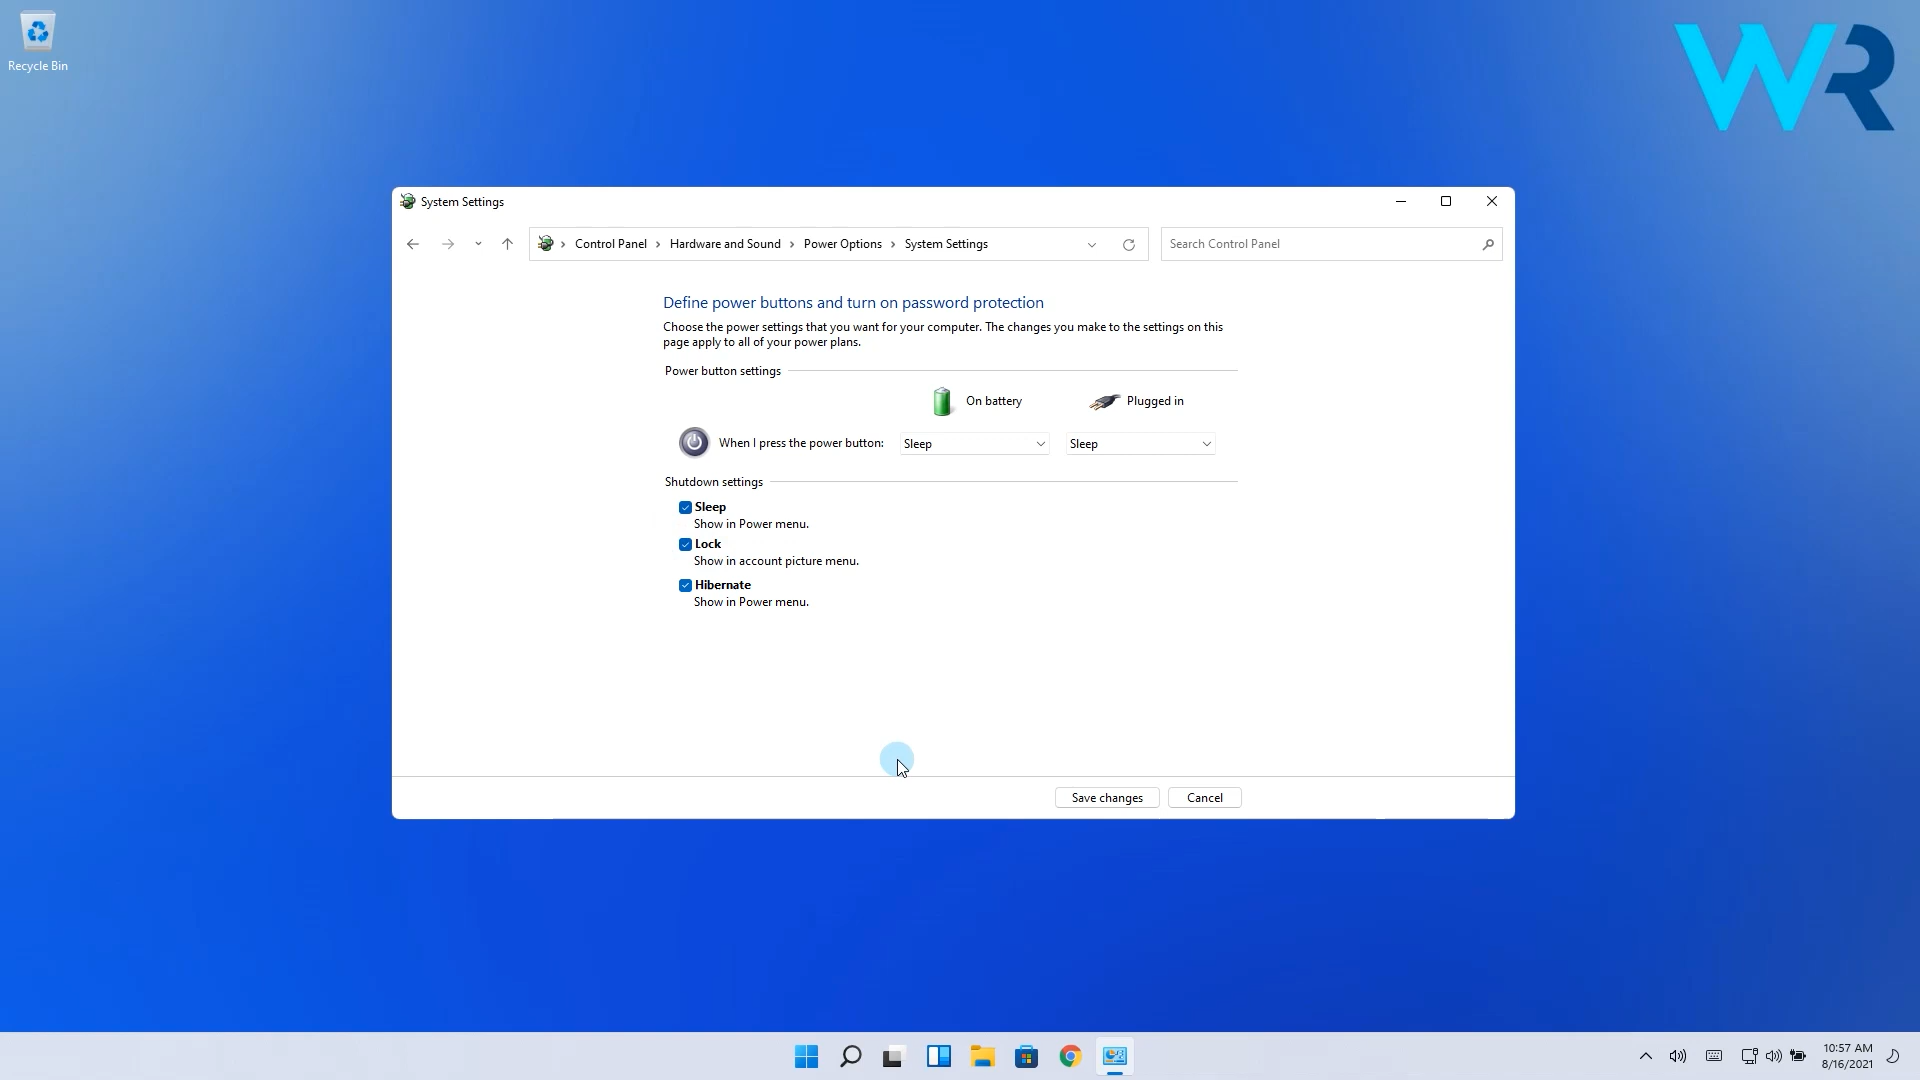 Recycle Bin
WR
System Settings
Control Panel > Hardware and Sound > Power Options > System Settings
Search Control Panel
Define power buttons and turn on password protection
Choose the power settings that you want for your computer. The changes you make to the settings on this
page apply to all of your power plans.
Power button settings
On battery
Plugged in
When I press the power button:
Sleep
Sleep
Shutdown settings
Sleep
Show in Power menu.
Lock
Show in account picture menu.
Hibernate
Show in Power menu.
Save changes
Cancel
10:57 AM
8/16/2021